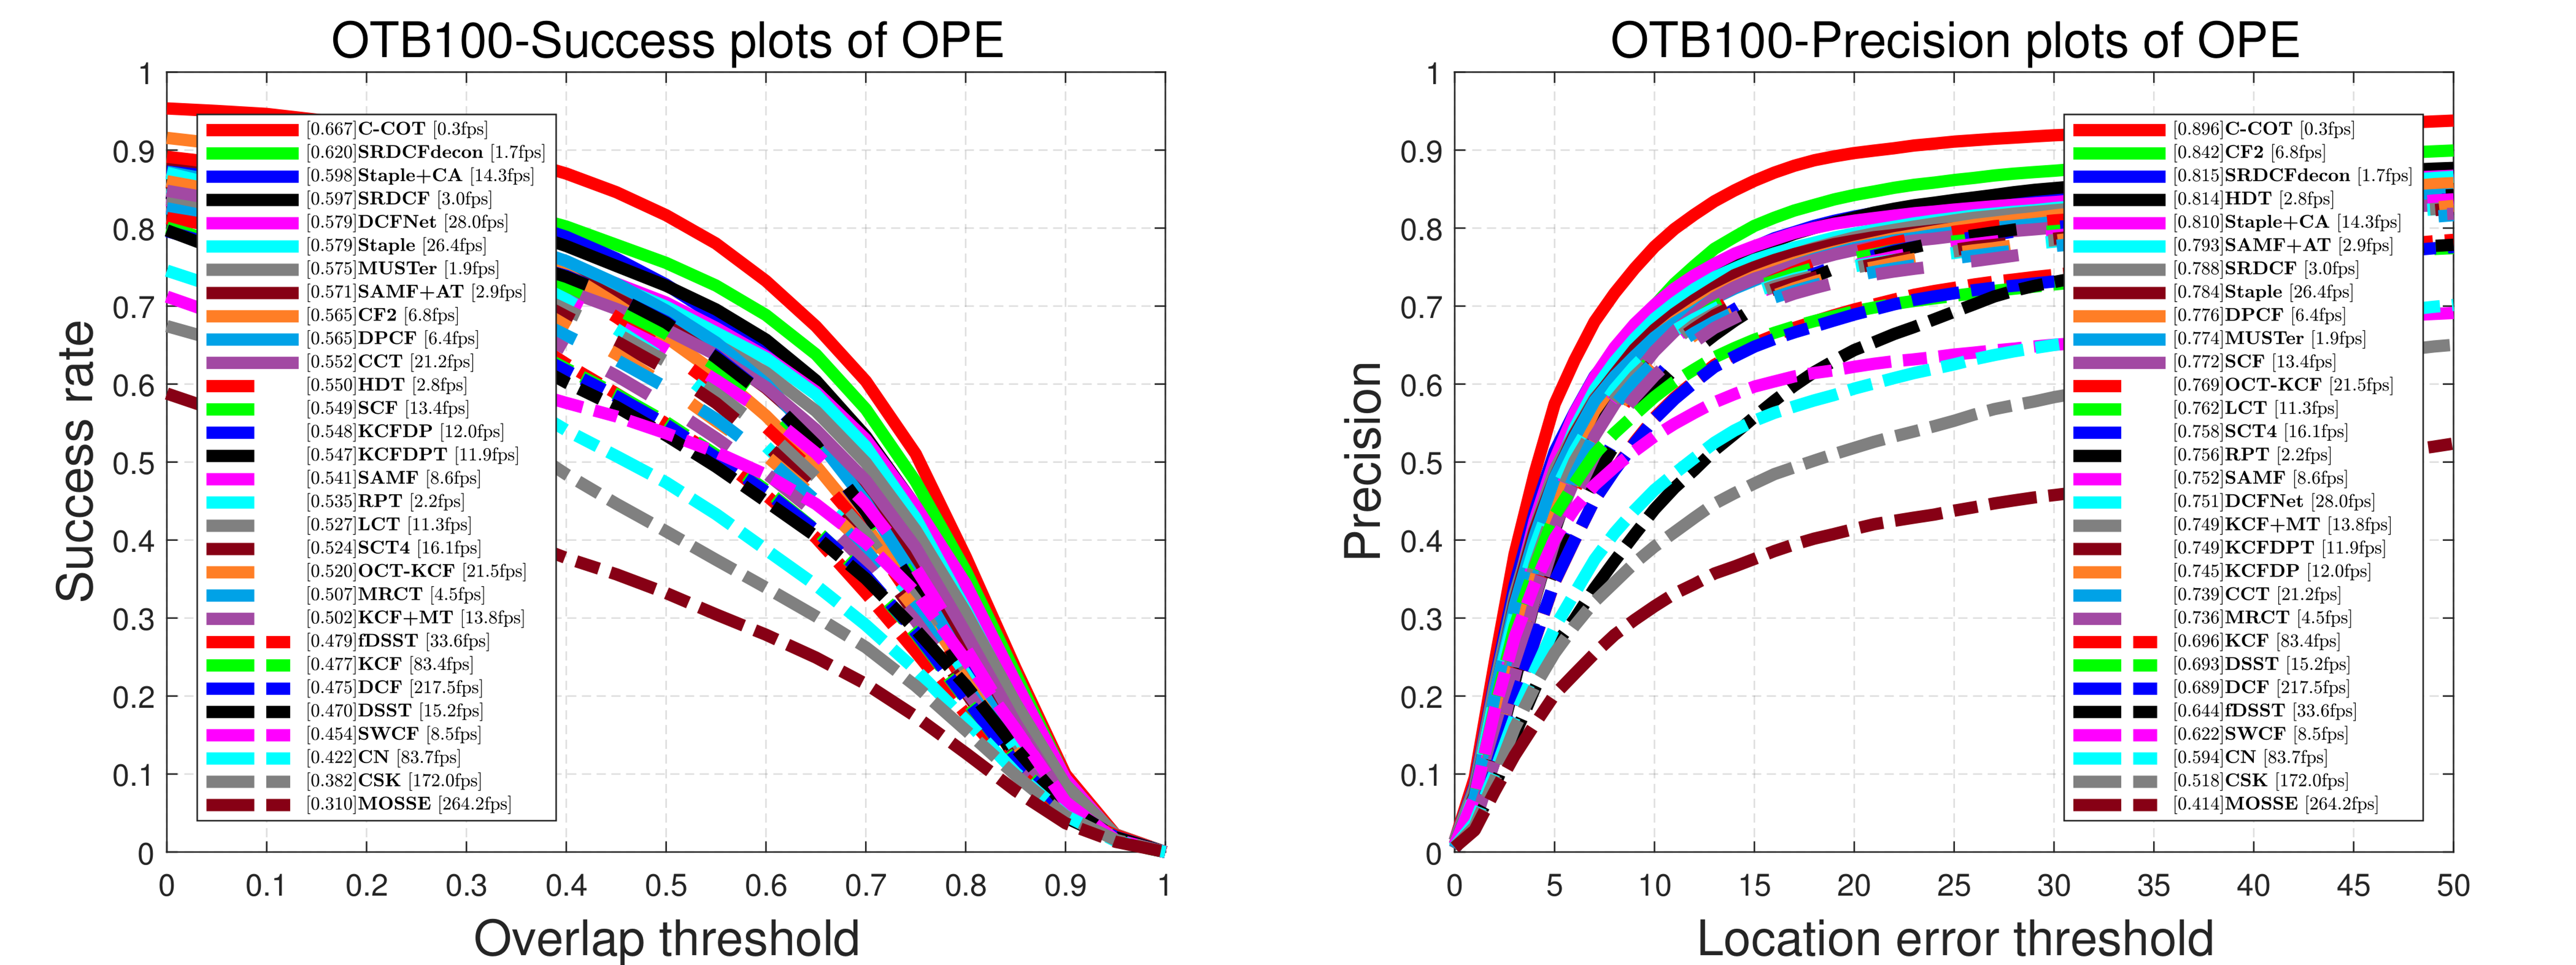 OTB100-Success plots of OPE
Success rate
1
0.9
0.8
0.7
0.6
0.5
0.4
0.3
0.2
0.1
0
[0.667]C-COT [0.3fps]
[0.620]SRDCFdecon [1.7fps]
[0.598]Staple+CA [14.3fps]
[0.597]SRDCF [3.0fps]
[0.579]DCFNet [28.0fps]
[0.579]Staple [26.4fps]
[0.575]MUSTer [1.9fps]
[0.571]SAMF+AT [2.9fps]
[0.565]CF2 [6.8fps]
[0.565]DPCF [6.4fps]
[0.552]CCT [21.2fps]
[0.550]HDT [2.8fps]
[0.549]SCF [13.4fps]
[0.548]KCFDP [12.0fps]
[0.547]KCFDPT [11.9fps]
[0.541]SAMF [8.6fps]
[0.535]RPT [2.2fps]
[0.527]LCT [11.3fps]
[0.524]SCT4 [16.1fps]
[0.520]OCT-KCF [21.5fps]
[0.507]MRCT [4.5fps]
[0.502]KCF+MT [13.8fps]
[0.479]fDSST [33.6fps]
[0.477]KCF [83.4fps]
[0.475]DCF [217.5fps]
[0.470]DSST [15.2fps]
[0.454]SWCF [8.5fps]
[0.422]CN [83.7fps]
[0.382]CSK [172.0fps]
[0.310]MOSSE [264.2fps]
0 0.1 0.2 0.3 0.4 0.5 0.6 0.7 0.8 0.9 1
Overlap threshold
OTB100-Precision plots of OPE
Precision
1
0.9
0.8
0.7
0.6
0.5
0.4
0.3
0.2
0.1
0
[0.896]C-COT [0.3fps]
[0.842]CF2 [6.8fps]
[0.815]SRDCFdecon [1.7fps]
[0.814]HDT [2.8fps]
[0.810]Staple+CA [14.3fps]
[0.793]SAMF+AT [2.9fps]
[0.788]SRDCF [3.0fps]
[0.784]Staple [26.4fps]
[0.776]DPCF [6.4fps]
[0.774]MUSTer [1.9fps]
[0.772]SCF [13.4fps]
[0.769]OCT-KCF [21.5fps]
[0.762]LCT [11.3fps]
[0.758]SCT4 [16.1fps]
[0.756]RPT [2.2fps]
[0.752]SAMF [8.6fps]
[0.751]DCFNet [28.0fps]
[0.749]KCF+MT [13.8fps]
[0.749]KCFDPT [11.9fps]
[0.745]KCFDP [12.0fps]
[0.739]CCT [21.2fps]
[0.736]MRCT [4.5fps]
[0.696]KCF [83.4fps]
[0.693]DSST [15.2fps]
[0.689]DCF [217.5fps]
[0.644]fDSST [33.6fps]
[0.622]SWCF [8.5fps]
[0.594]CN [83.7fps]
[0.518]CSK [172.0fps]
[0.414]MOSSE [264.2fps]
0 5 10 15 20 25 30 35 40 45 50
Location error threshold